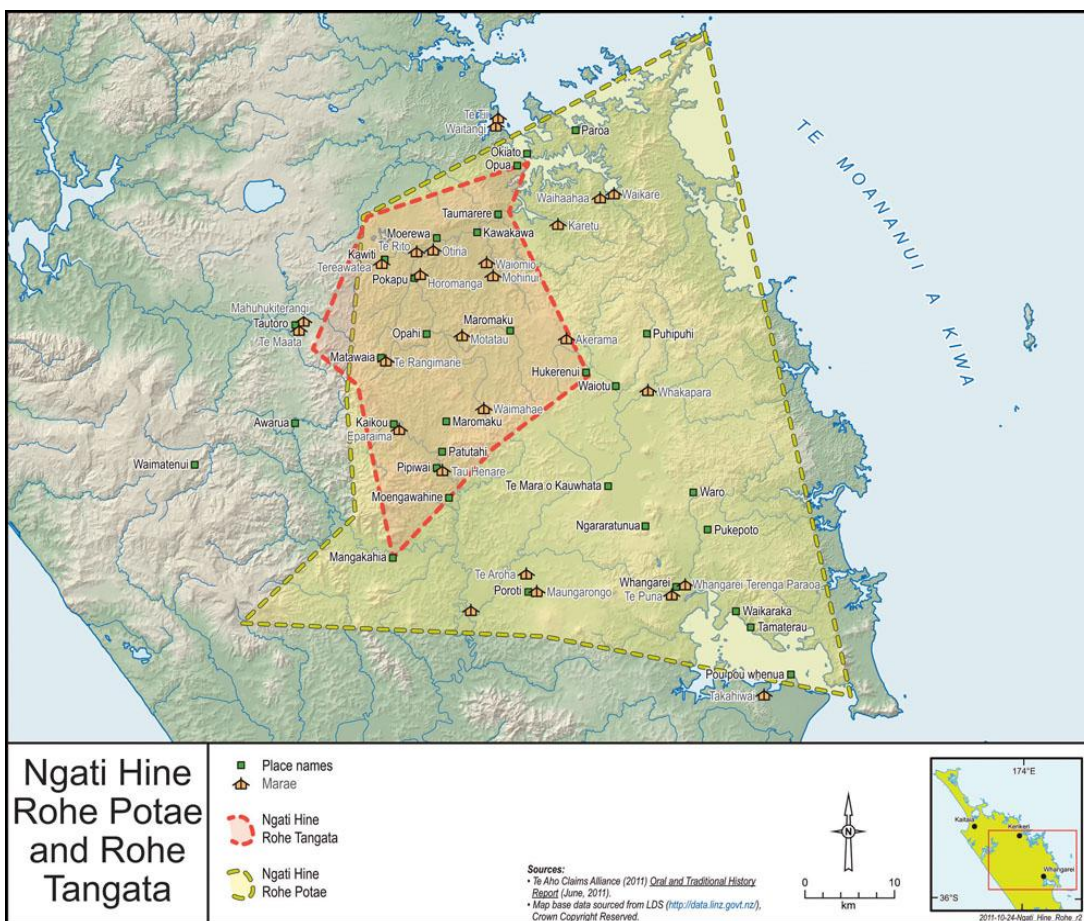 Te Tii
Waitangi
Paroa
Okiato
Opua
Waihaahaa
Waikare
Taumarere
Karetu
Moerewa
Kawakawa
Te Rito
Otiria
Kawiti
Tereawatea
Waiomio
Pokapu
Horomanga
Mohinui
Mahuhukiterangi
Tautoro
Te Maata
Maromaku
Opahi
Motatau
Akerama
Puhipuhi
Matawaia
Te Rangimarie
Hukerenui
Waiotu
Whakapara
Waimahae
Awarua
Kaikou
Eparaima
Maromaku
Patutahi
Waimatenui
Pipiwai
Tau Henare
Te Mara o Kauwhata
Waro
Moengawahine
Ngararatunua
Pukepoto
Mangakahia
Te Aroha
Poroti
Maungarongo
Whangarei
Whangarei Terenga Paraoa
Te Puna
Waikaraka
Tamaterau
Poupou whenua
Takahiwai
TE MOANANUI A KIWA
Ngati Hine
Rohe Potae
and Rohe
Tangata
Place names
Marae
Ngati Hine
Rohe Tangata
Ngati Hine
Rohe Potae
Sources:
• Te Aho Claims Alliance (2011) Oral and Traditional History
Report (June, 2011).
• Map base data sourced from LDS (http://data.linz.govt.nz/),
Crown Copyright Reserved.
N
0 10
km
174°E
Kaitaia
Kerikeri
Whangarei
36°S
2011-10-24-Ngati_Hine_Rohe_r2